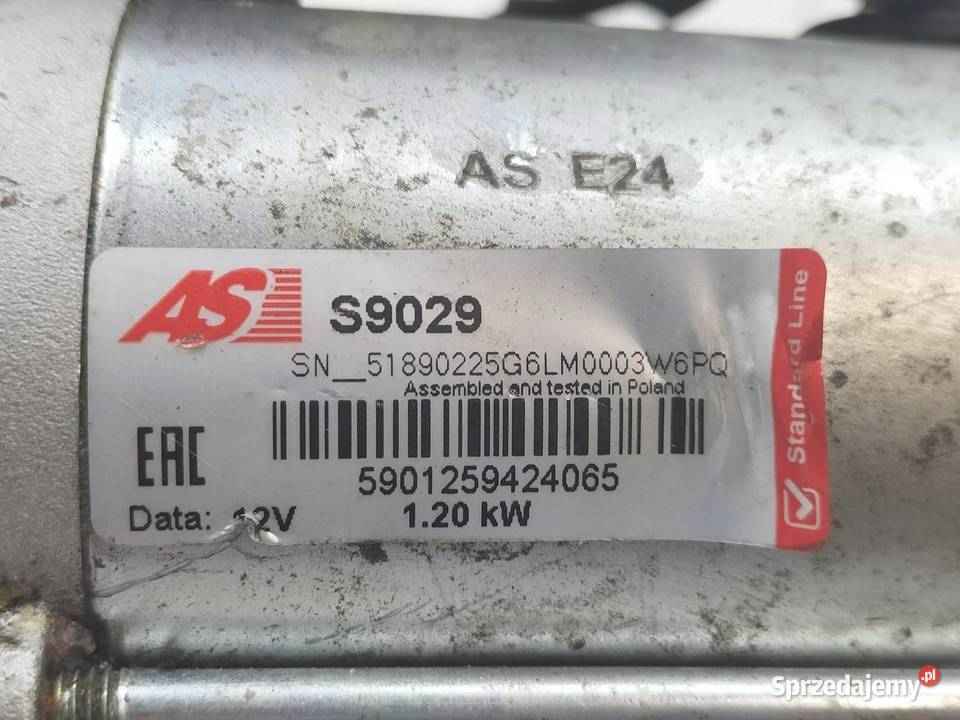 AS E24
AS
S9029
SN__51890225G6LM0003W6PQ
Assembled and tested in Poland
EAC
5901259424065
Data: 12V 1.20 kW
Standard Line
Sprzedajemy.pl